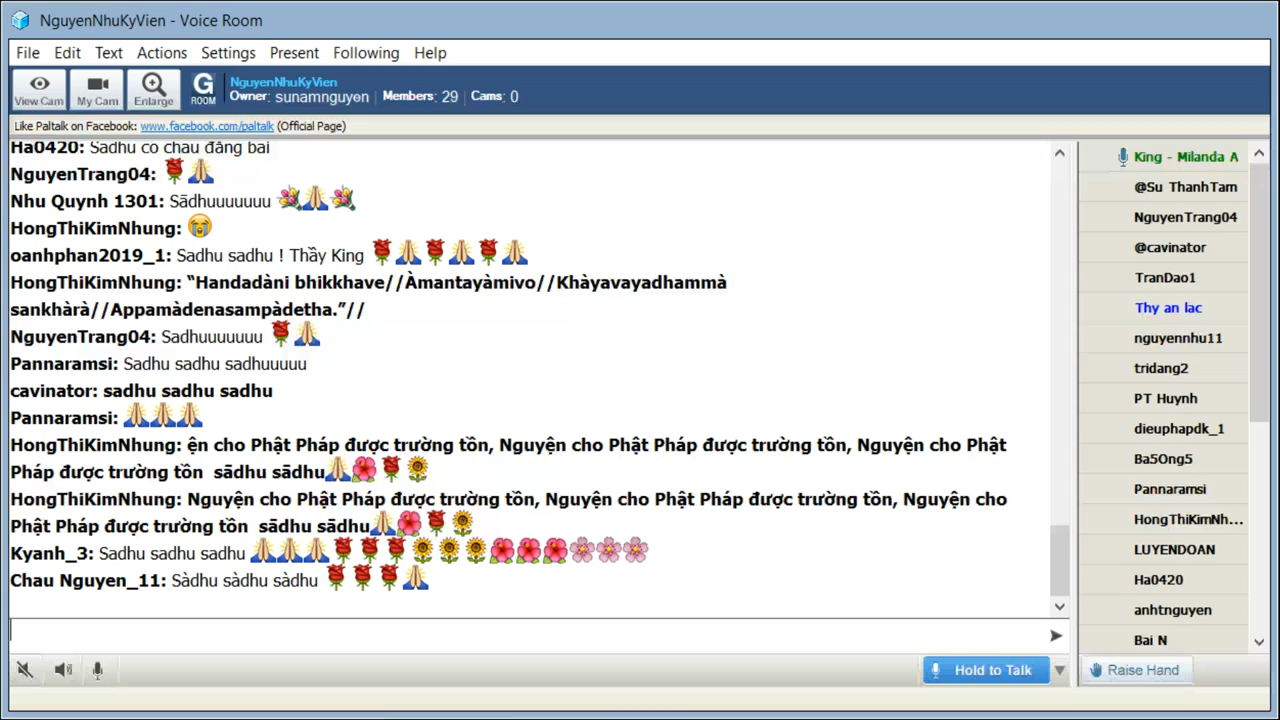 NguyenNhuKyVien - Voice Room
File Edit Text Actions Settings Present Following Help
View Cam My Cam Enlarge G ROOM
NguyenNhuKyVien
Owner: sunamnguyen Members: 29 Cams: 0
Like Paltalk on Facebook: www.facebook.com/paltalk (Official Page)
Ha0420: Sadhu co chau đăng bai
NguyenTrang04:
Nhu Quynh 1301: Sādhuuuuuuu
HongThiKimNhung:
oanhphan2019_1: Sadhu sadhu ! Thầy King
HongThiKimNhung: “Handadàni bhikkhave//Àmantayàmivo//Khàyavayadhammà
sankhàrà//Appamàdenasampàdetha.”//
NguyenTrang04: Sadhuuuuuuu
Pannaramsi: Sadhu sadhu sadhuuuuu
cavinator: sadhu sadhu sadhu
Pannaramsi:
HongThiKimNhung: ện cho Phật Pháp được trường tồn, Nguyện cho Phật Pháp được trường tồn, Nguyện cho Phật
Pháp được trường tồn sādhu sādhu
HongThiKimNhung: Nguyện cho Phật Pháp được trường tồn, Nguyện cho Phật Pháp được trường tồn, Nguyện cho
Phật Pháp được trường tồn sādhu sādhu
Kyanh_3: Sadhu sadhu sadhu
Chau Nguyen_11: Sàdhu sàdhu sàdhu
King - Milanda A
@Su ThanhTam
NguyenTrang04
@cavinator
TranDao1
Thy an lac
nguyennhu11
tridang2
PT Huynh
dieuphapdk_1
Ba5Ong5
Pannaramsi
HongThiKimNh...
LUYENDOAN
Ha0420
anhtnguyen
Bai N
Hold to Talk Raise Hand